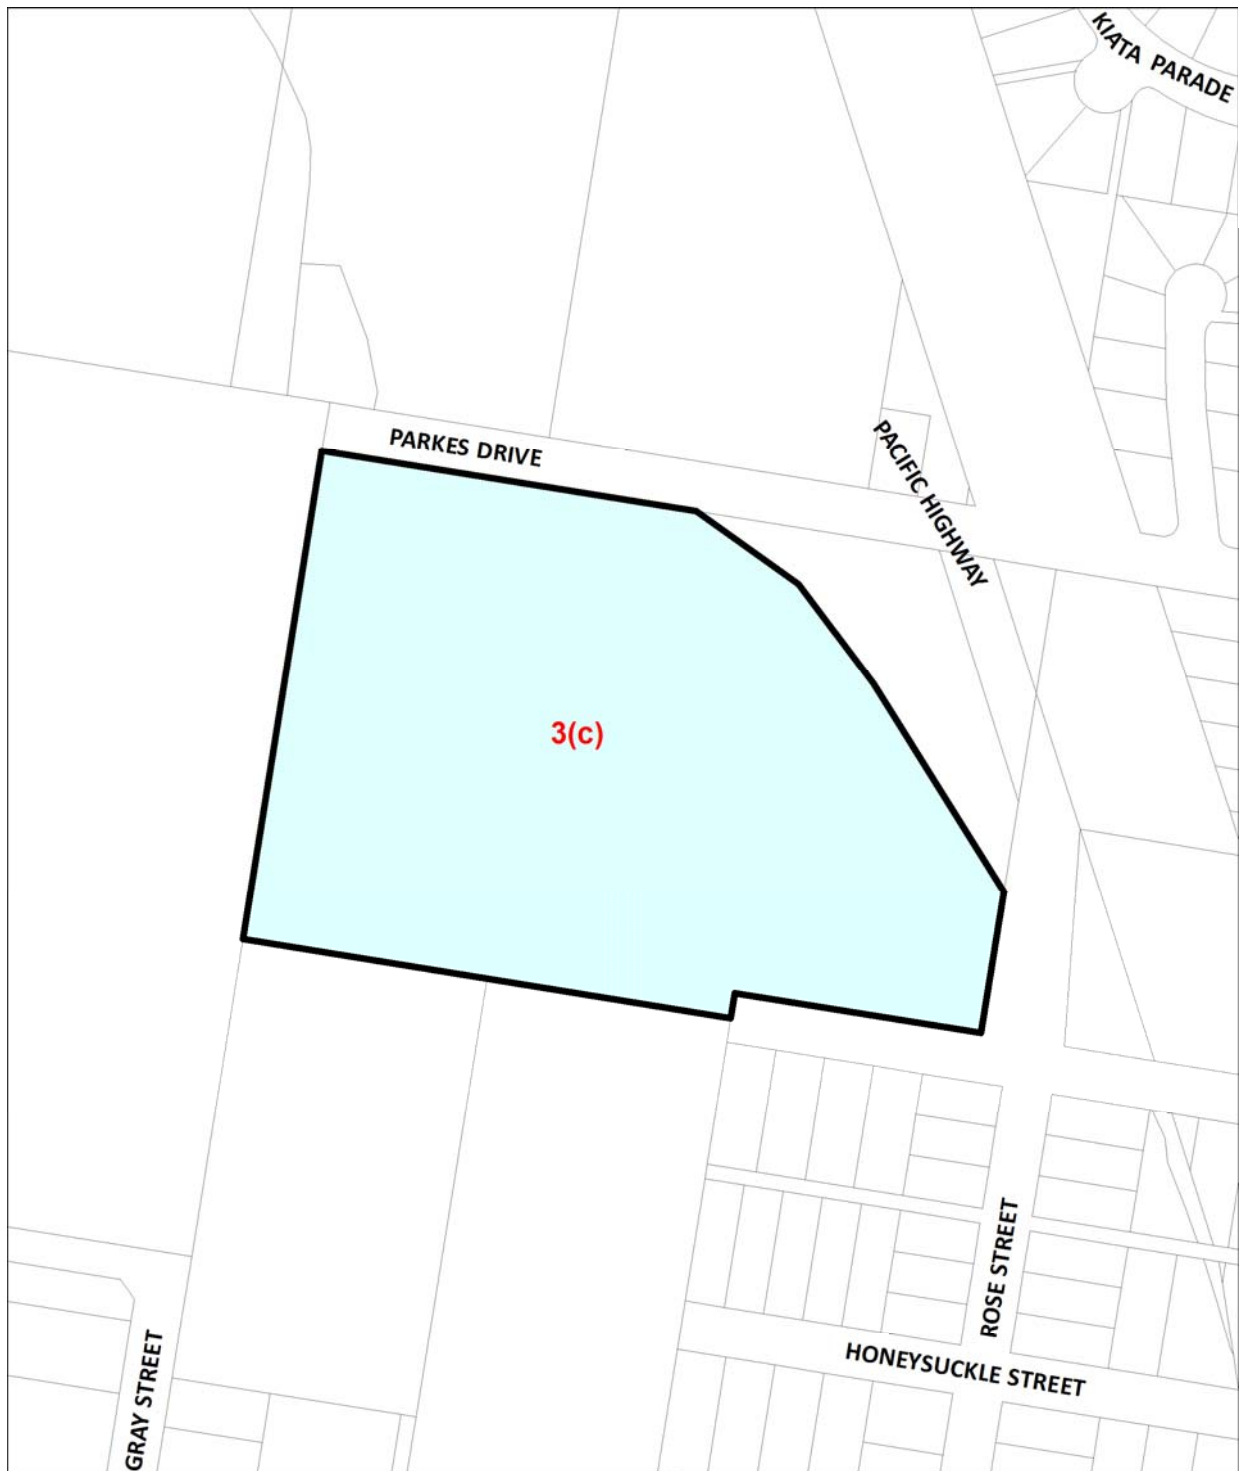 KIATA PARADE
PARKES DRIVE
PACIFIC HIGHWAY
3(c)
ROSE STREET
HONEYSUCKLE STREET
GRAY STREET